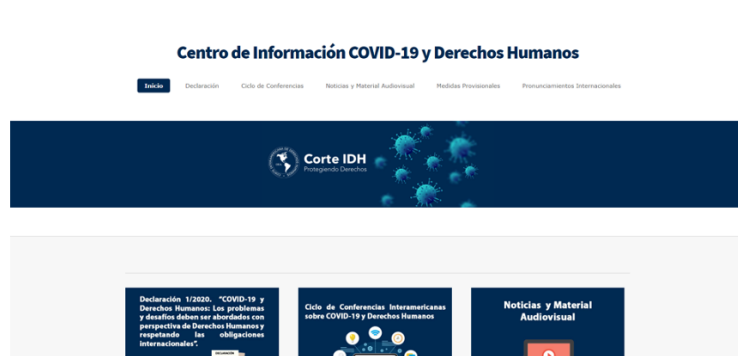 Centro de Información COVID-19 y Derechos Humanos
Inicio Declaración Ciclo de Conferencias Noticias y Material Audiovisual Medidas Provisionales Pronunciamientos Internacionales
Corte IDH
Protegiendo Derechos
Declaración 1/2020. "COVID-19 y
Derechos Humanos: Los problemas
y desafíos deben ser abordados con
perspectiva de Derechos Humanos y
respetando las obligaciones
internacionales".
Ciclo de Conferencias Interamericanas
sobre COVID-19 y Derechos Humanos
Noticias y Material
Audiovisual